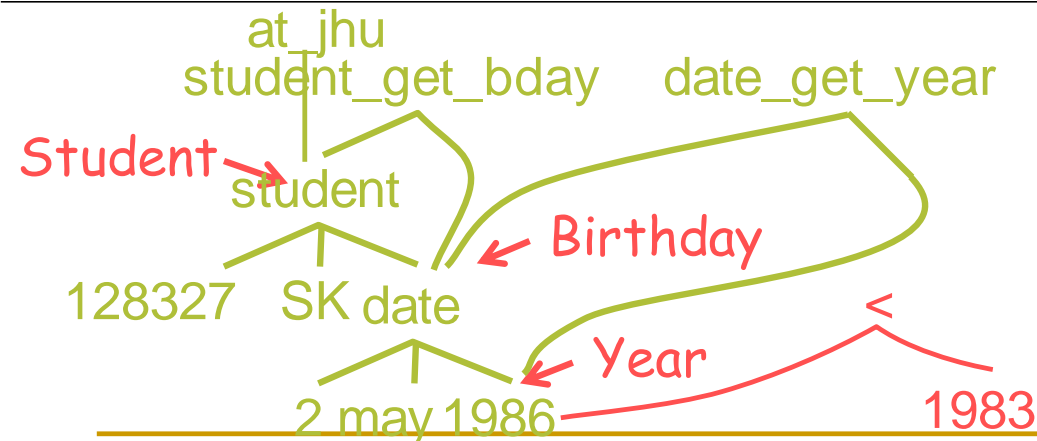 at_jhu
student_get_bday date_get_year
Student
student
Birthday
128327 SK date
<
Year
2 may 1986
1983